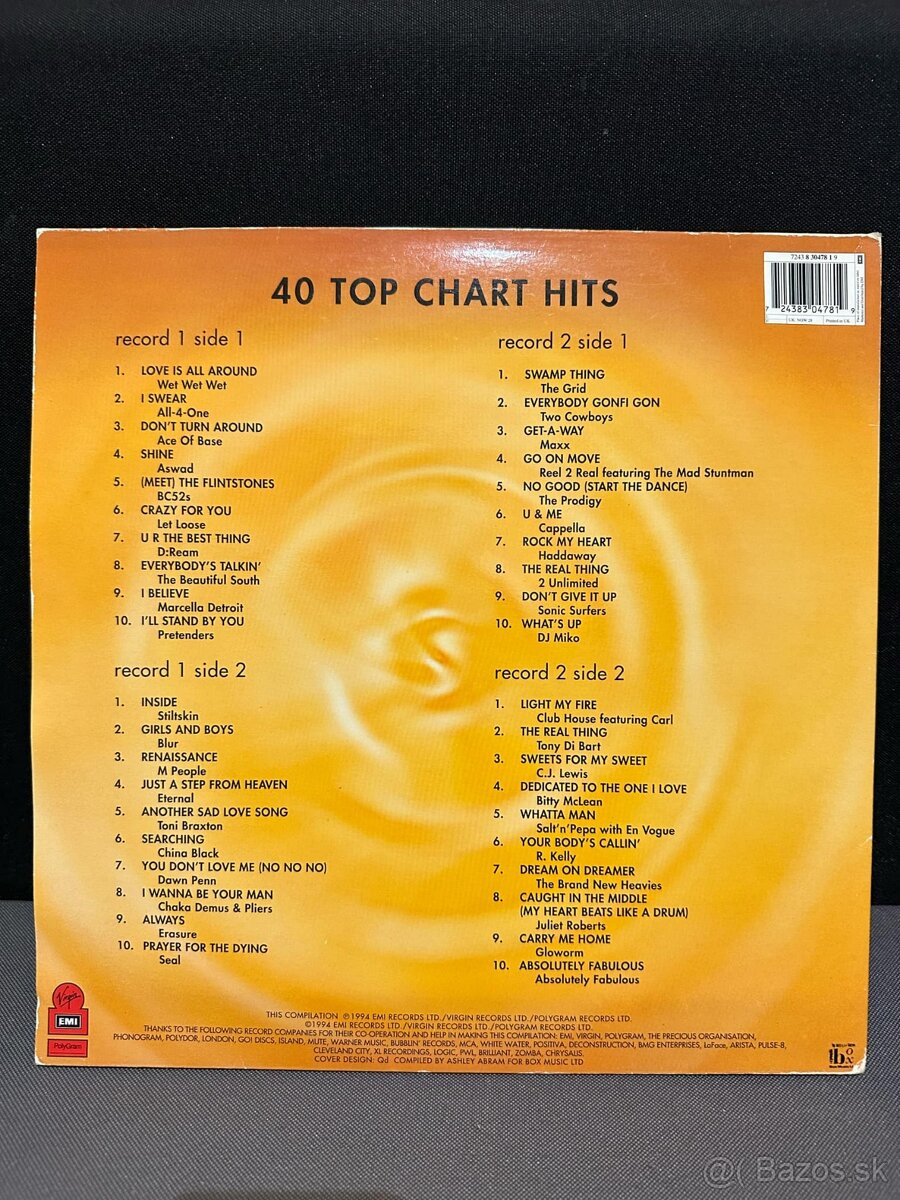 40 TOP CHART HITS
7243 8 30478 1 9
7 24383 04781 9
UK: NOW 28
Printed in UK
record 1 side 1
1. LOVE IS ALL AROUND
Wet Wet Wet
2. I SWEAR
All-4-One
3. DON'T TURN AROUND
Ace Of Base
4. SHINE
Aswad
5. (MEET) THE FLINTSTONES
BC52s
6. CRAZY FOR YOU
Let Loose
7. U R THE BEST THING
D:Ream
8. EVERYBODY'S TALKIN'
The Beautiful South
9. I BELIEVE
Marcella Detroit
10. I'LL STAND BY YOU
Pretenders
record 1 side 2
1. INSIDE
Stiltskin
2. GIRLS AND BOYS
Blur
3. RENAISSANCE
M People
4. JUST A STEP FROM HEAVEN
Eternal
5. ANOTHER SAD LOVE SONG
Toni Braxton
6. SEARCHING
China Black
7. YOU DON'T LOVE ME (NO NO NO)
Dawn Penn
8. I WANNA BE YOUR MAN
Chaka Demus & Pliers
9. ALWAYS
Erasure
10. PRAYER FOR THE DYING
Seal
record 2 side 1
1. SWAMP THING
The Grid
2. EVERYBODY GONFI GON
Two Cowboys
3. GET-A-WAY
Maxx
4. GO ON MOVE
Reel 2 Real featuring The Mad Stuntman
5. NO GOOD (START THE DANCE)
The Prodigy
6. U & ME
Cappella
7. ROCK MY HEART
Haddaway
8. THE REAL THING
2 Unlimited
9. DON'T GIVE IT UP
Sonic Surfers
10. WHAT'S UP
DJ Miko
record 2 side 2
1. LIGHT MY FIRE
Club House featuring Carl
2. THE REAL THING
Tony Di Bart
3. SWEETS FOR MY SWEET
C.J. Lewis
4. DEDICATED TO THE ONE I LOVE
Bitty McLean
5. WHATTA MAN
Salt'n'Pepa with En Vogue
6. YOUR BODY'S CALLIN'
R. Kelly
7. DREAM ON DREAMER
The Brand New Heavies
8. CAUGHT IN THE MIDDLE
(MY HEART BEATS LIKE A DRUM)
Juliet Roberts
9. CARRY ME HOME
Gloworm
10. ABSOLUTELY FABULOUS
Absolutely Fabulous
Virgin
EMI
PolyGram
THIS COMPILATION ℗1994 EMI RECORDS LTD./VIRGIN RECORDS LTD./POLYGRAM RECORDS LTD.
©1994 EMI RECORDS LTD./VIRGIN RECORDS LTD./POLYGRAM RECORDS LTD.
THANKS TO THE FOLLOWING RECORD COMPANIES FOR THEIR CO-OPERATION AND HELP IN MAKING THIS COMPILATION: EMI, VIRGIN, POLYGRAM, THE PRECIOUS ORGANISATION,
PHONOGRAM, POLYDOR, LONDON, GO! DISCS, ISLAND, MUTE, WARNER MUSIC, BUBBLIN' RECORDS, MCA, WHITE WATER, POSITIVA, DECONSTRUCTION, BMG ENTERPRISES, LaFace, ARISTA, PULSE-8,
CLEVELAND CITY, XL RECORDINGS, LOGIC, PWL, BRILLIANT, ZOMBA, CHRYSALIS.
COVER DESIGN: Qd COMPILED BY ASHLEY ABRAM FOR BOX MUSIC LTD
box
@( Bazos.sk